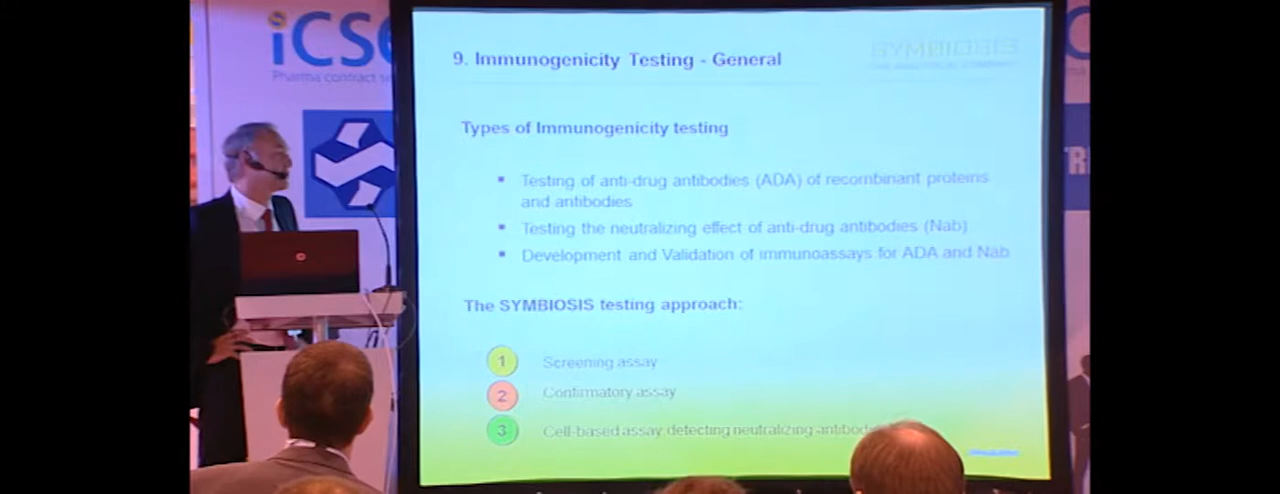 iCSe
Pharma contract se
9. Immunogenicity Testing - General
Types of Immunogenicity testing
▪ Testing of anti-drug antibodies (ADA) of recombinant proteins
and antibodies
▪ Testing the neutralizing effect of anti-drug antibodies (Nab)
▪ Development and Validation of immunoassays for ADA and Nab
The SYMBIOSIS testing approach:
1 Screening assay
2 Confirmatory assay
3 Cell-based assay detecting neutralizing antibodi